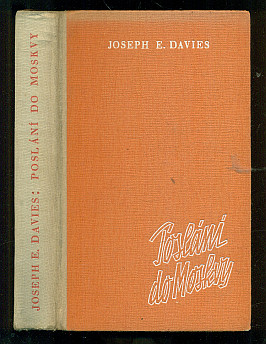 JOSEPH E. DAVIES: POSLÁNÍ DO MOSKVY
JOSEPH E. DAVIES
Poslání
do Moskvy